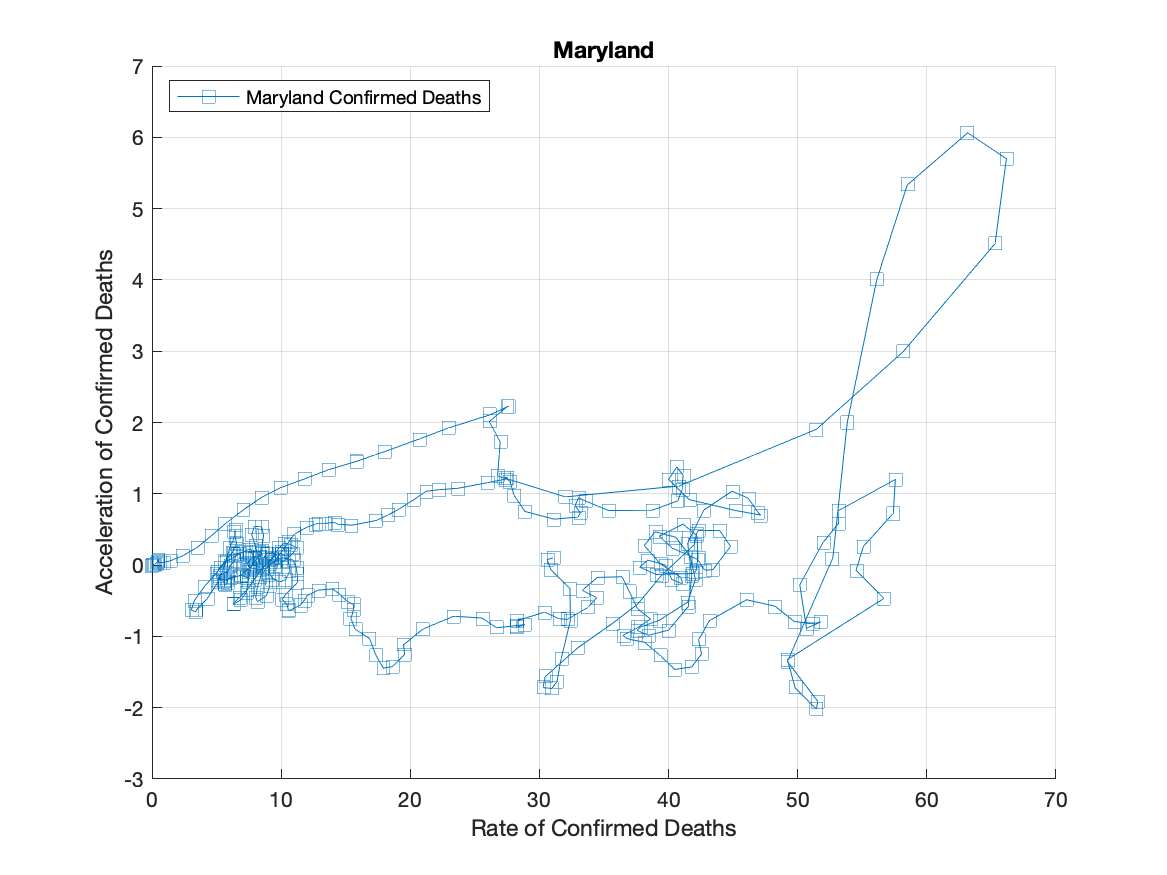 Maryland
Maryland Confirmed Deaths
7
6
5
4
3
2
1
0
-1
-2
-3
Acceleration of Confirmed Deaths
0 10 20 30 40 50 60 70
Rate of Confirmed Deaths